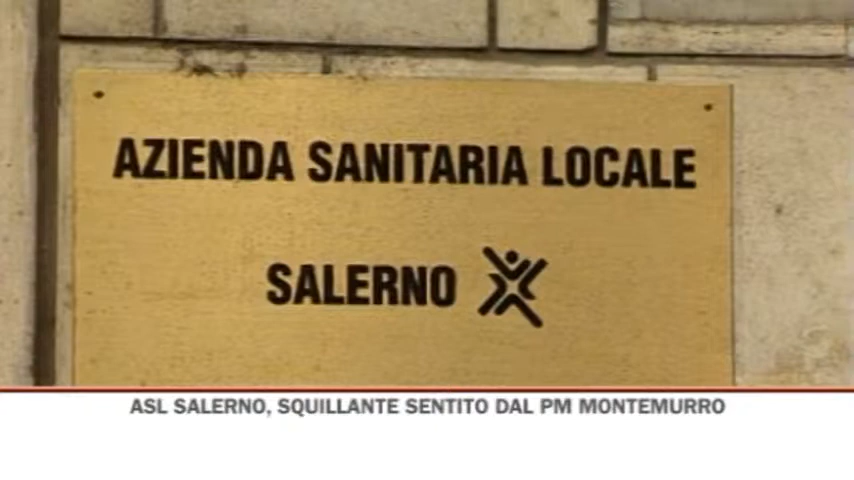 AZIENDA SANITARIA LOCALE
SALERNO
ASL SALERNO, SQUILLANTE SENTITO DAL PM MONTEMURRO